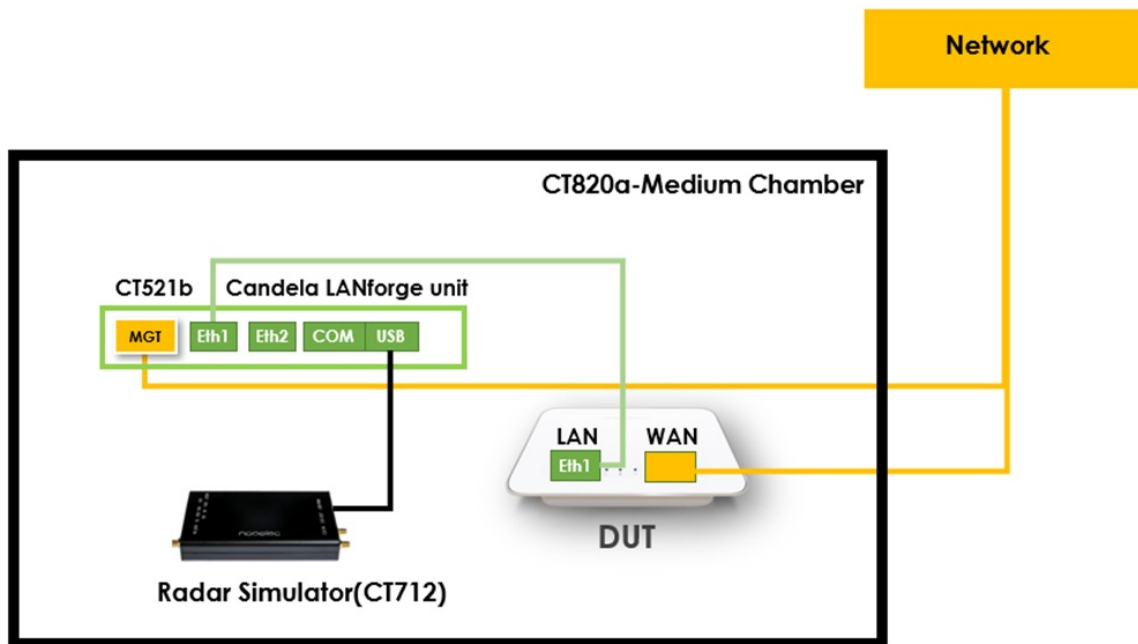 Network
CT820a-Medium Chamber
CT521b Candela LANforge unit
MGT Eth1 Eth2 COM USB
LAN WAN
Eth1
DUT
nooelec
Radar Simulator(CT712)